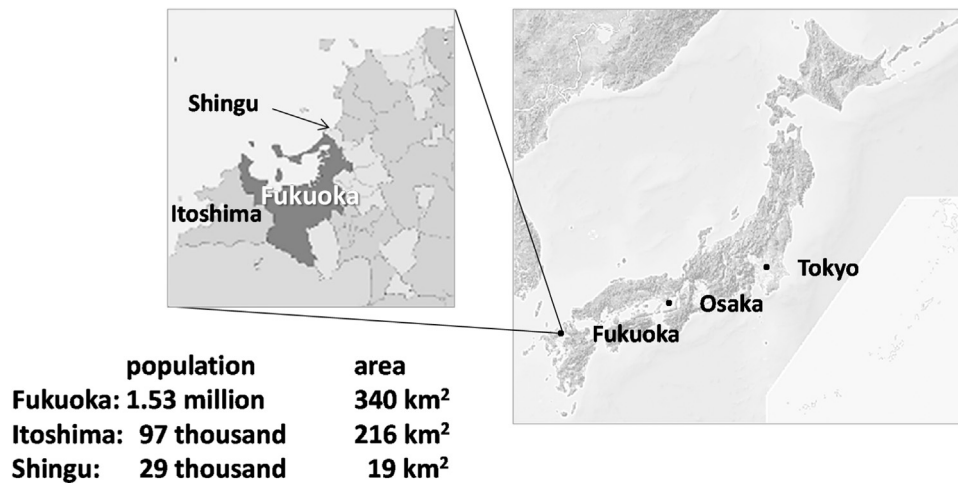 Shingu
Fukuoka
Itoshima
Tokyo
Osaka
Fukuoka
population area
Fukuoka: 1.53 million 340 km²
Itoshima: 97 thousand 216 km²
Shingu: 29 thousand 19 km²